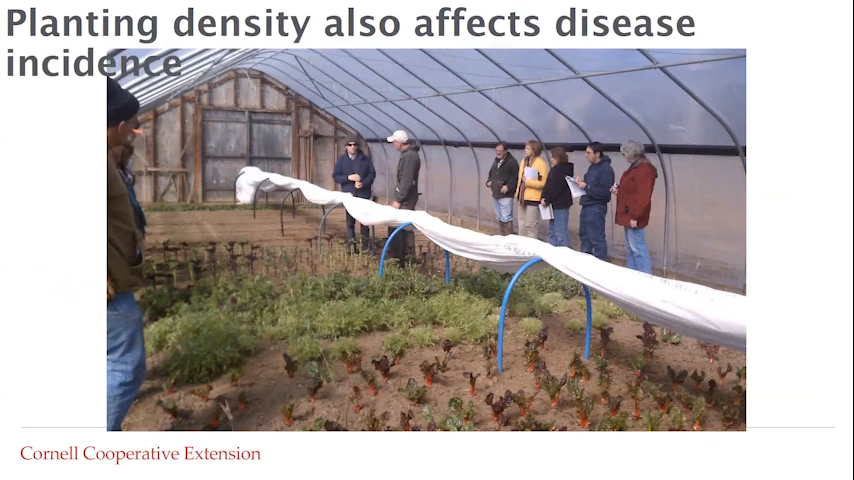 Planting density also affects disease
incidence
Cornell Cooperative Extension